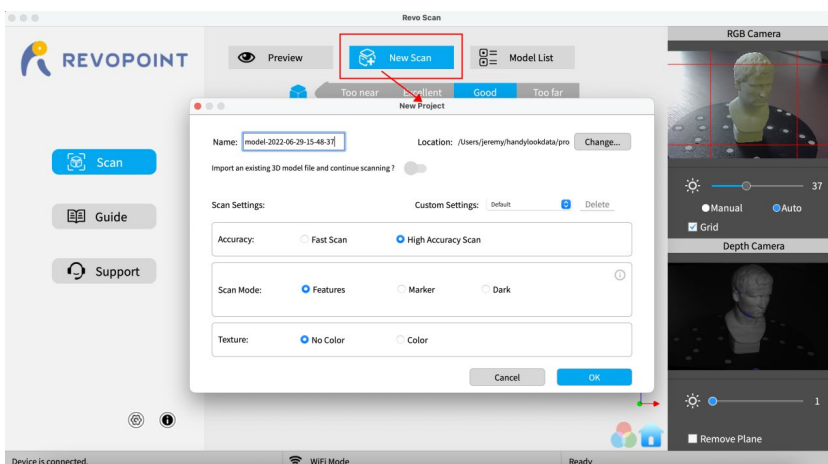 Revo Scan
REVOPOINT
Preview
New Scan
Model List
Too near
Excellent
Good
Too far
New Project
Name: model-2022-06-29-15-48-37
Location: /Users/jeremy/handylookdata/pro
Change...
Import an existing 3D model file and continue scanning ?
Scan Settings:
Custom Settings: Default
Delete
Accuracy: Fast Scan High Accuracy Scan
Scan Mode: Features Marker Dark
Texture: No Color Color
Cancel
OK
Scan
Guide
Support
RGB Camera
37
Manual Auto
Grid
Depth Camera
1
Remove Plane
Device is connected.
WiFi Mode
Ready